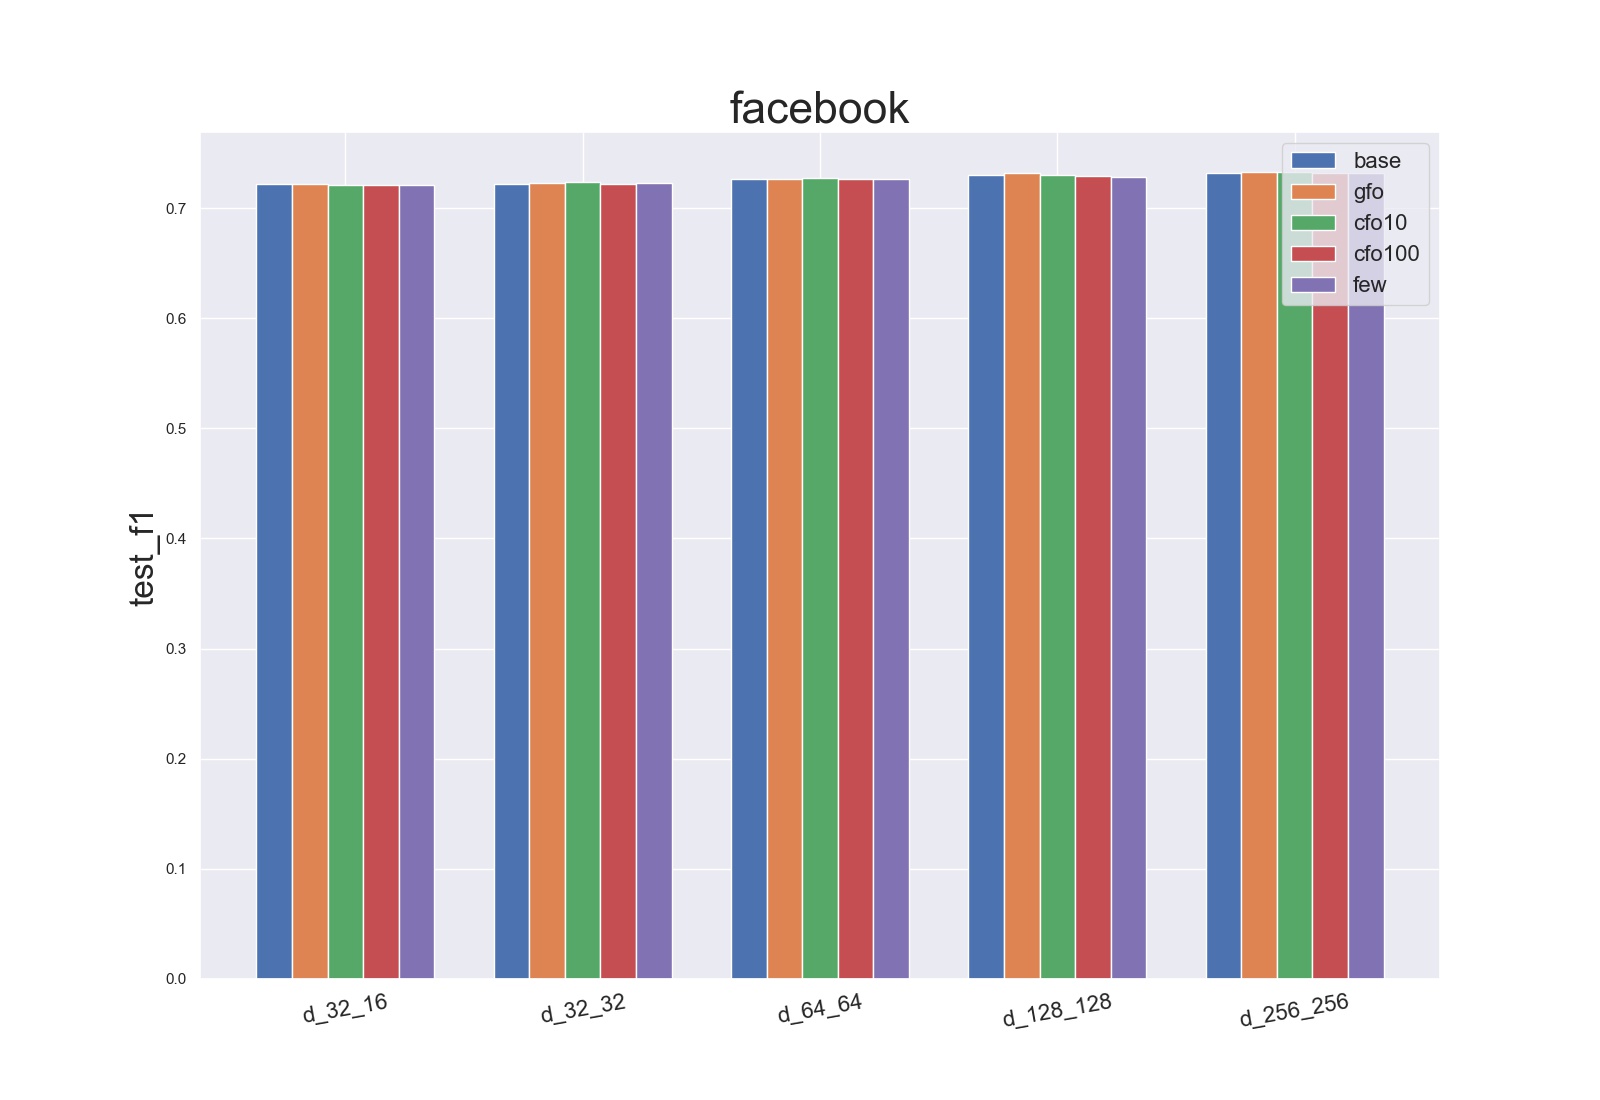 facebook
base
gfo
cfo10
cfo100
few
test_f1
0.7
0.6
0.5
0.4
0.3
0.2
0.1
0.0
d_32_16
d_32_32
d_64_64
d_128_128
d_256_256